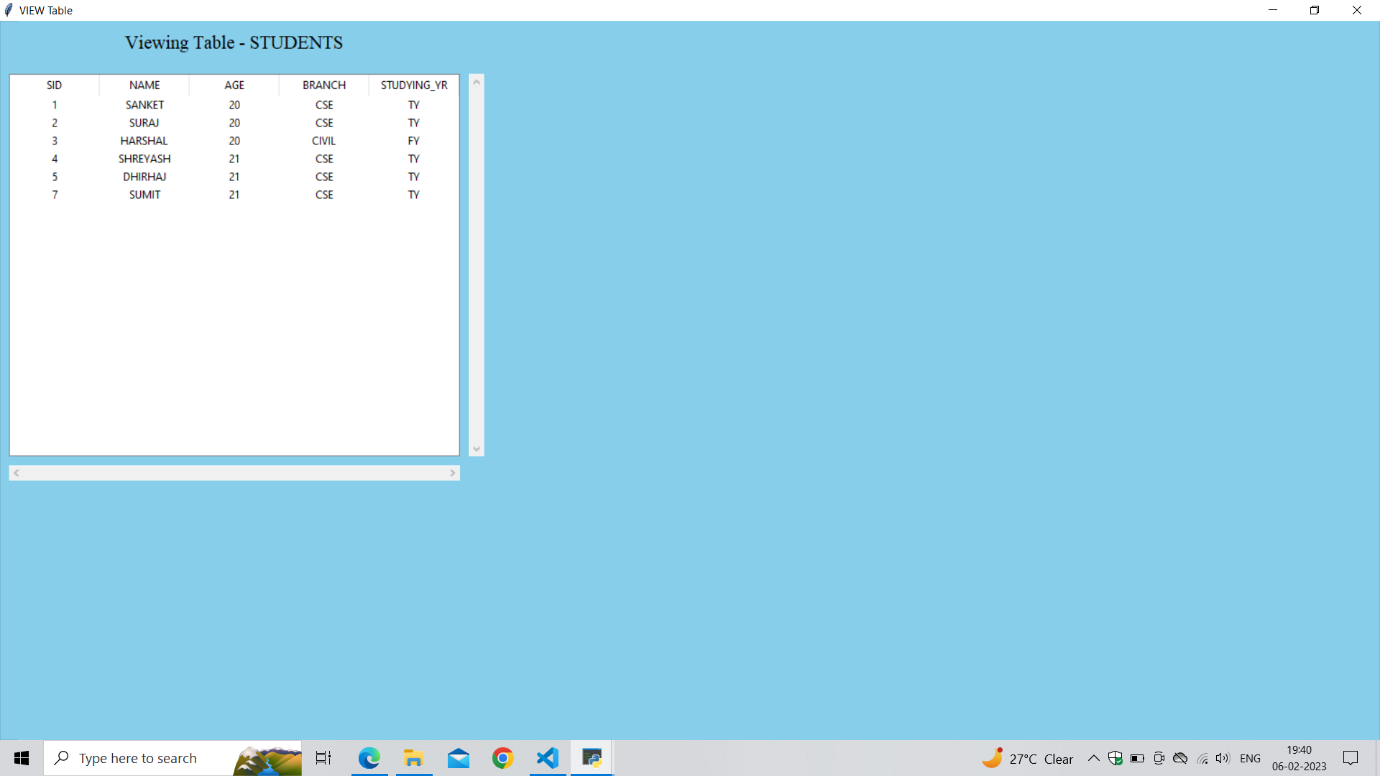 VIEW Table
Viewing Table - STUDENTS
SID NAME AGE BRANCH STUDYING_YR
1 SANKET 20 CSE TY
2 SURAJ 20 CSE TY
3 HARSHAL 20 CIVIL FY
4 SHREYASH 21 CSE TY
5 DHIRHAJ 21 CSE TY
7 SUMIT 21 CSE TY
Type here to search 27°C Clear ENG 19:40
06-02-2023